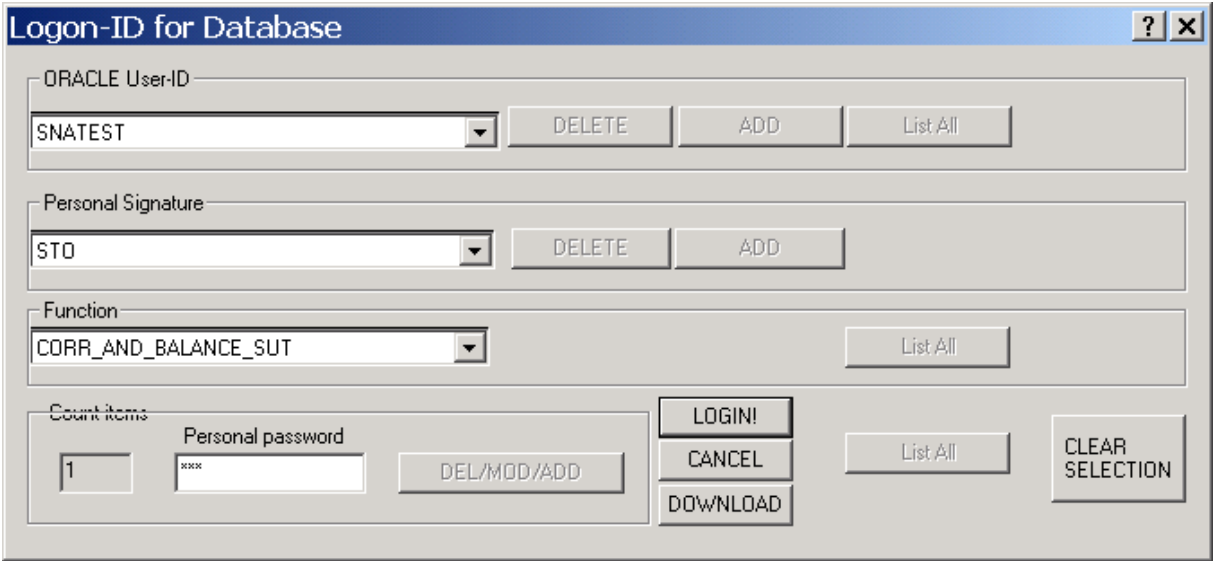 Logon-ID for Database
ORACLE User-ID
SNATEST DELETE ADD List All
Personal Signature
STO DELETE ADD
Function
CORR_AND_BALANCE_SUT List All
Count items
Personal password
1 *** DEL/MOD/ADD
LOGIN!
CANCEL
DOWNLOAD
List All
CLEAR
SELECTION